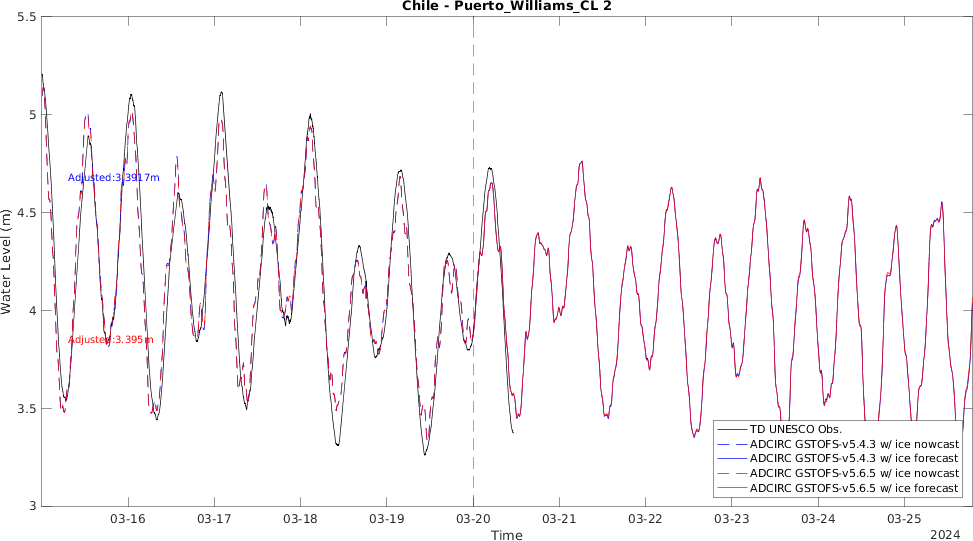 Chile - Puerto_Williams_CL 2
5.5
5
4.5
4
3.5
3
Water Level (m)
Adjusted:3.3917m
Adjusted:3.395m
TD UNESCO Obs.
ADCIRC GSTOFS-v5.4.3 w/ ice nowcast
ADCIRC GSTOFS-v5.4.3 w/ ice forecast
ADCIRC GSTOFS-v5.6.5 w/ ice nowcast
ADCIRC GSTOFS-v5.6.5 w/ ice forecast
03-16 03-17 03-18 03-19 03-20 03-21 03-22 03-23 03-24 03-25
Time
2024